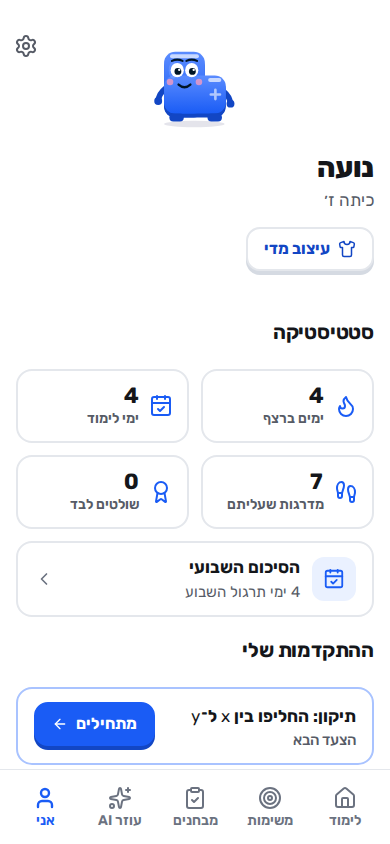 נועה
כיתה ז׳
עיצוב מדי
סטטיסטיקה
4
ימים ברצף
4
ימי לימוד
7
מדרגות שעליתם
0
שולטים לבד
הסיכום השבועי
4 ימי תרגול השבוע
ההתקדמות שלי
תיקון: החליפו בין x ל־y
הצעד הבא
מתחילים
לימוד
משימות
מבחנים
עוזר AI
אני